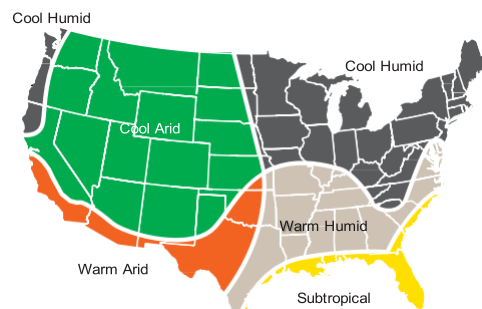 Cool Humid
Cool Humid
Cool Arid
Warm Humid
Warm Arid
Subtropical